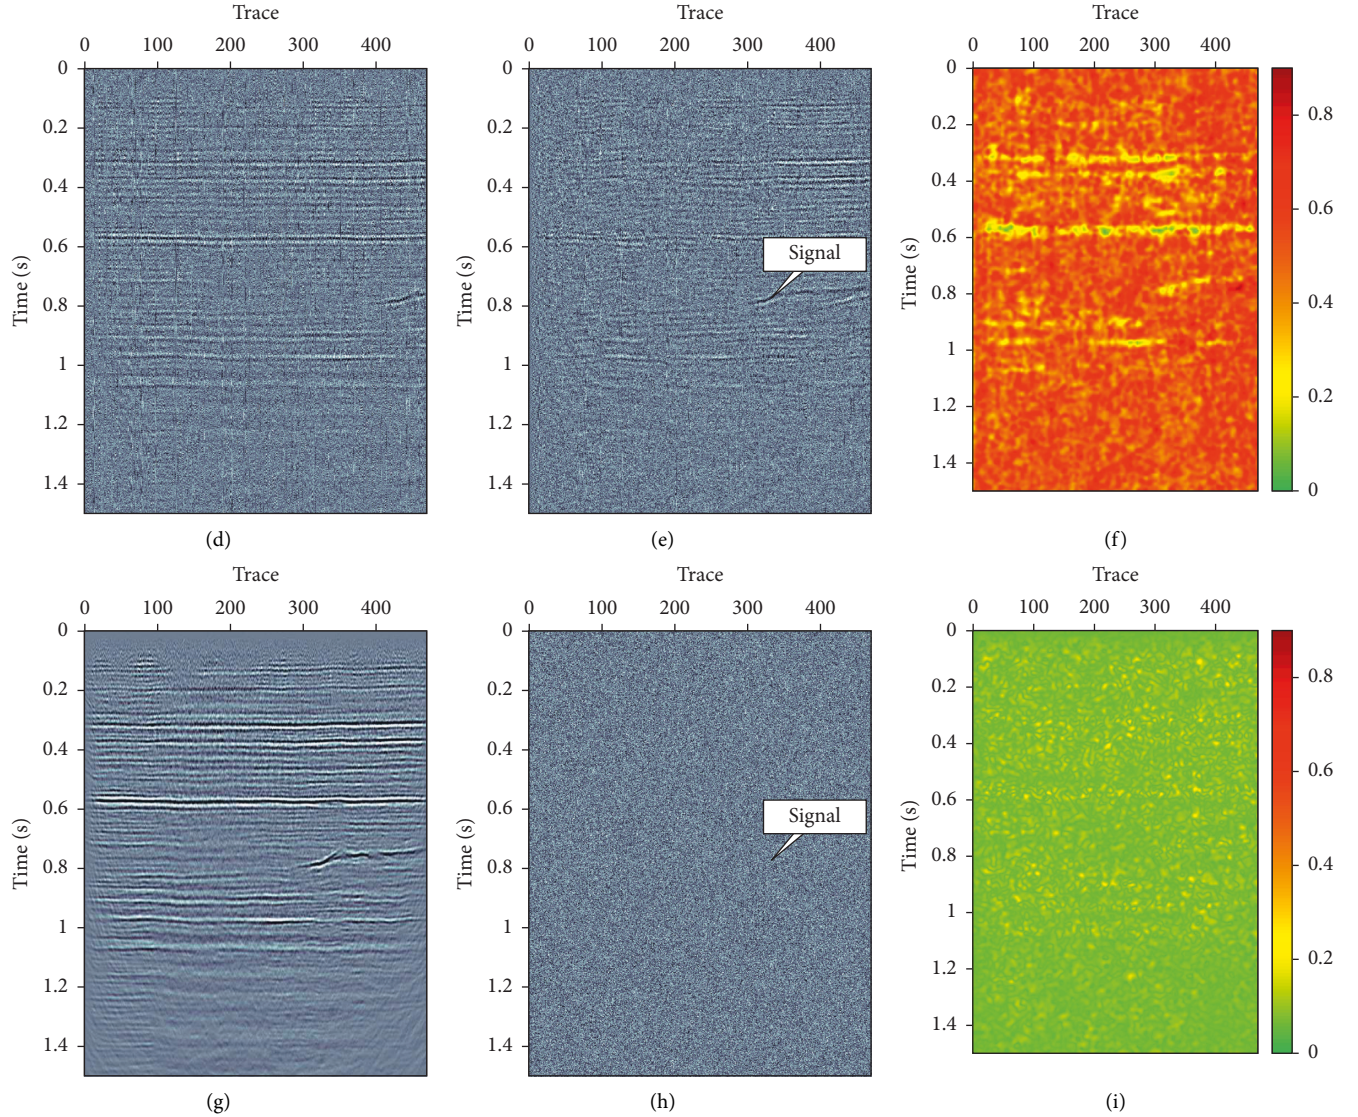 Trace Trace Trace
0 100 200 300 400 0 100 200 300 400 0 100 200 300 400
0 0 0
0.2 0.2 0.2 0.8
0.4 0.4 0.4 0.6
0.6 0.6 0.6
Signal
Time (s) Time (s) Time (s)
0.8 0.8 0.8 0.4
1 1 1 0.2
1.2 1.2 1.2
1.4 1.4 1.4 0
(d) (e) (f)
Trace Trace Trace
0 100 200 300 400 0 100 200 300 400 0 100 200 300 400
0 0 0
0.2 0.2 0.2 0.8
0.4 0.4 0.4 0.6
0.6 0.6 0.6
Signal
Time (s) Time (s) Time (s)
0.8 0.8 0.8 0.4
1 1 1 0.2
1.2 1.2 1.2
1.4 1.4 1.4 0
(g) (h) (i)